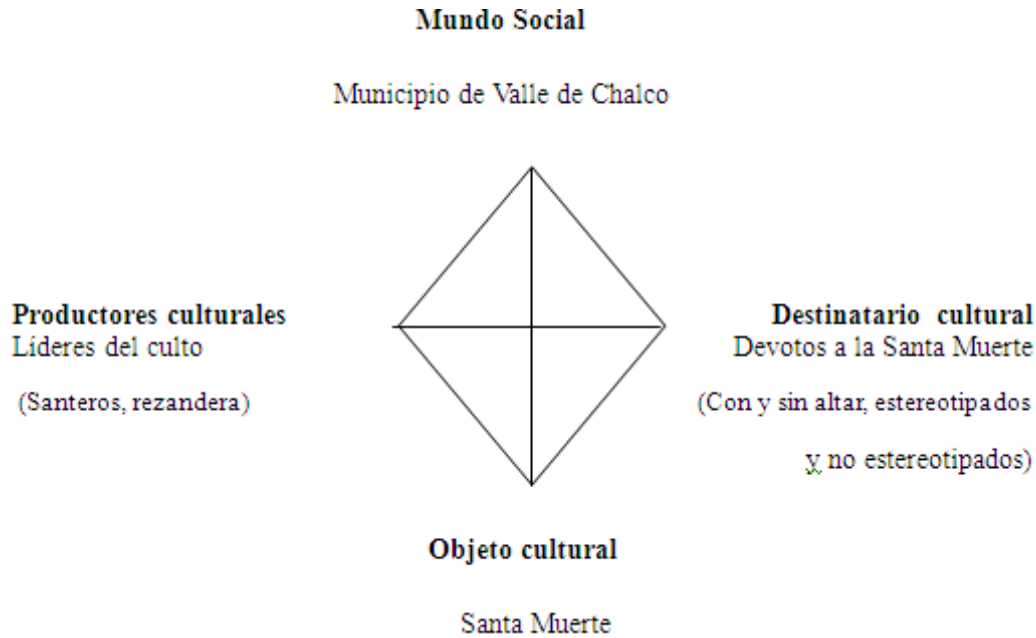 Mundo Social
Municipio de Valle de Chalco
Productores culturales
Líderes del culto
(Santeros, rezandera)
Destinatario cultural
Devotos a la Santa Muerte
(Con y sin altar, estereotipados
y no estereotipados)
Objeto cultural
Santa Muerte